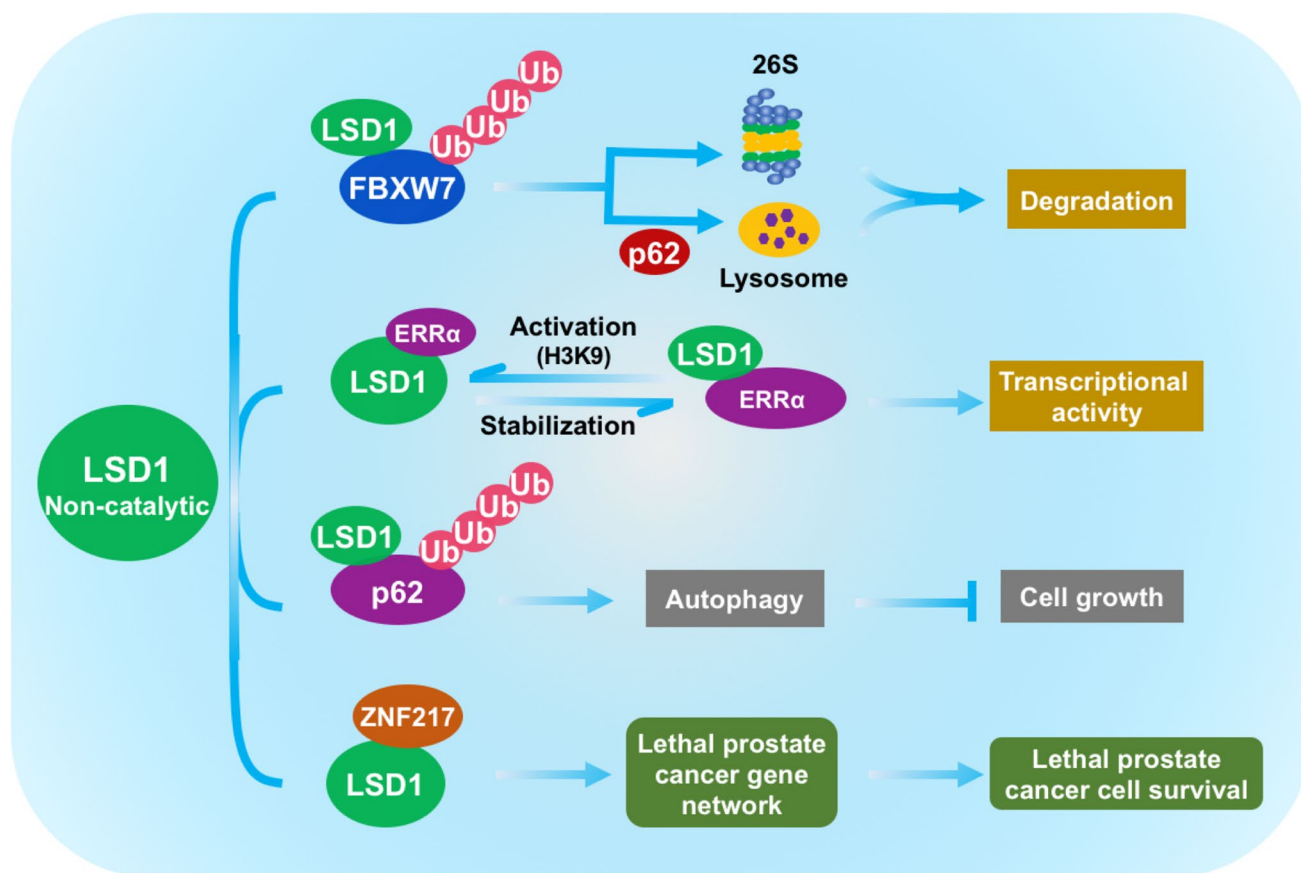 LSD1
Non-catalytic
LSD1
FBXW7
Ub
Ub
Ub
Ub
p62
26S
Lysosome
Degradation
ERRα
LSD1
Activation
(H3K9)
Stabilization
LSD1
ERRα
Transcriptional
activity
LSD1
p62
Ub
Ub
Ub
Ub
Autophagy
Cell growth
ZNF217
LSD1
Lethal prostate
cancer gene
network
Lethal prostate
cancer cell survival